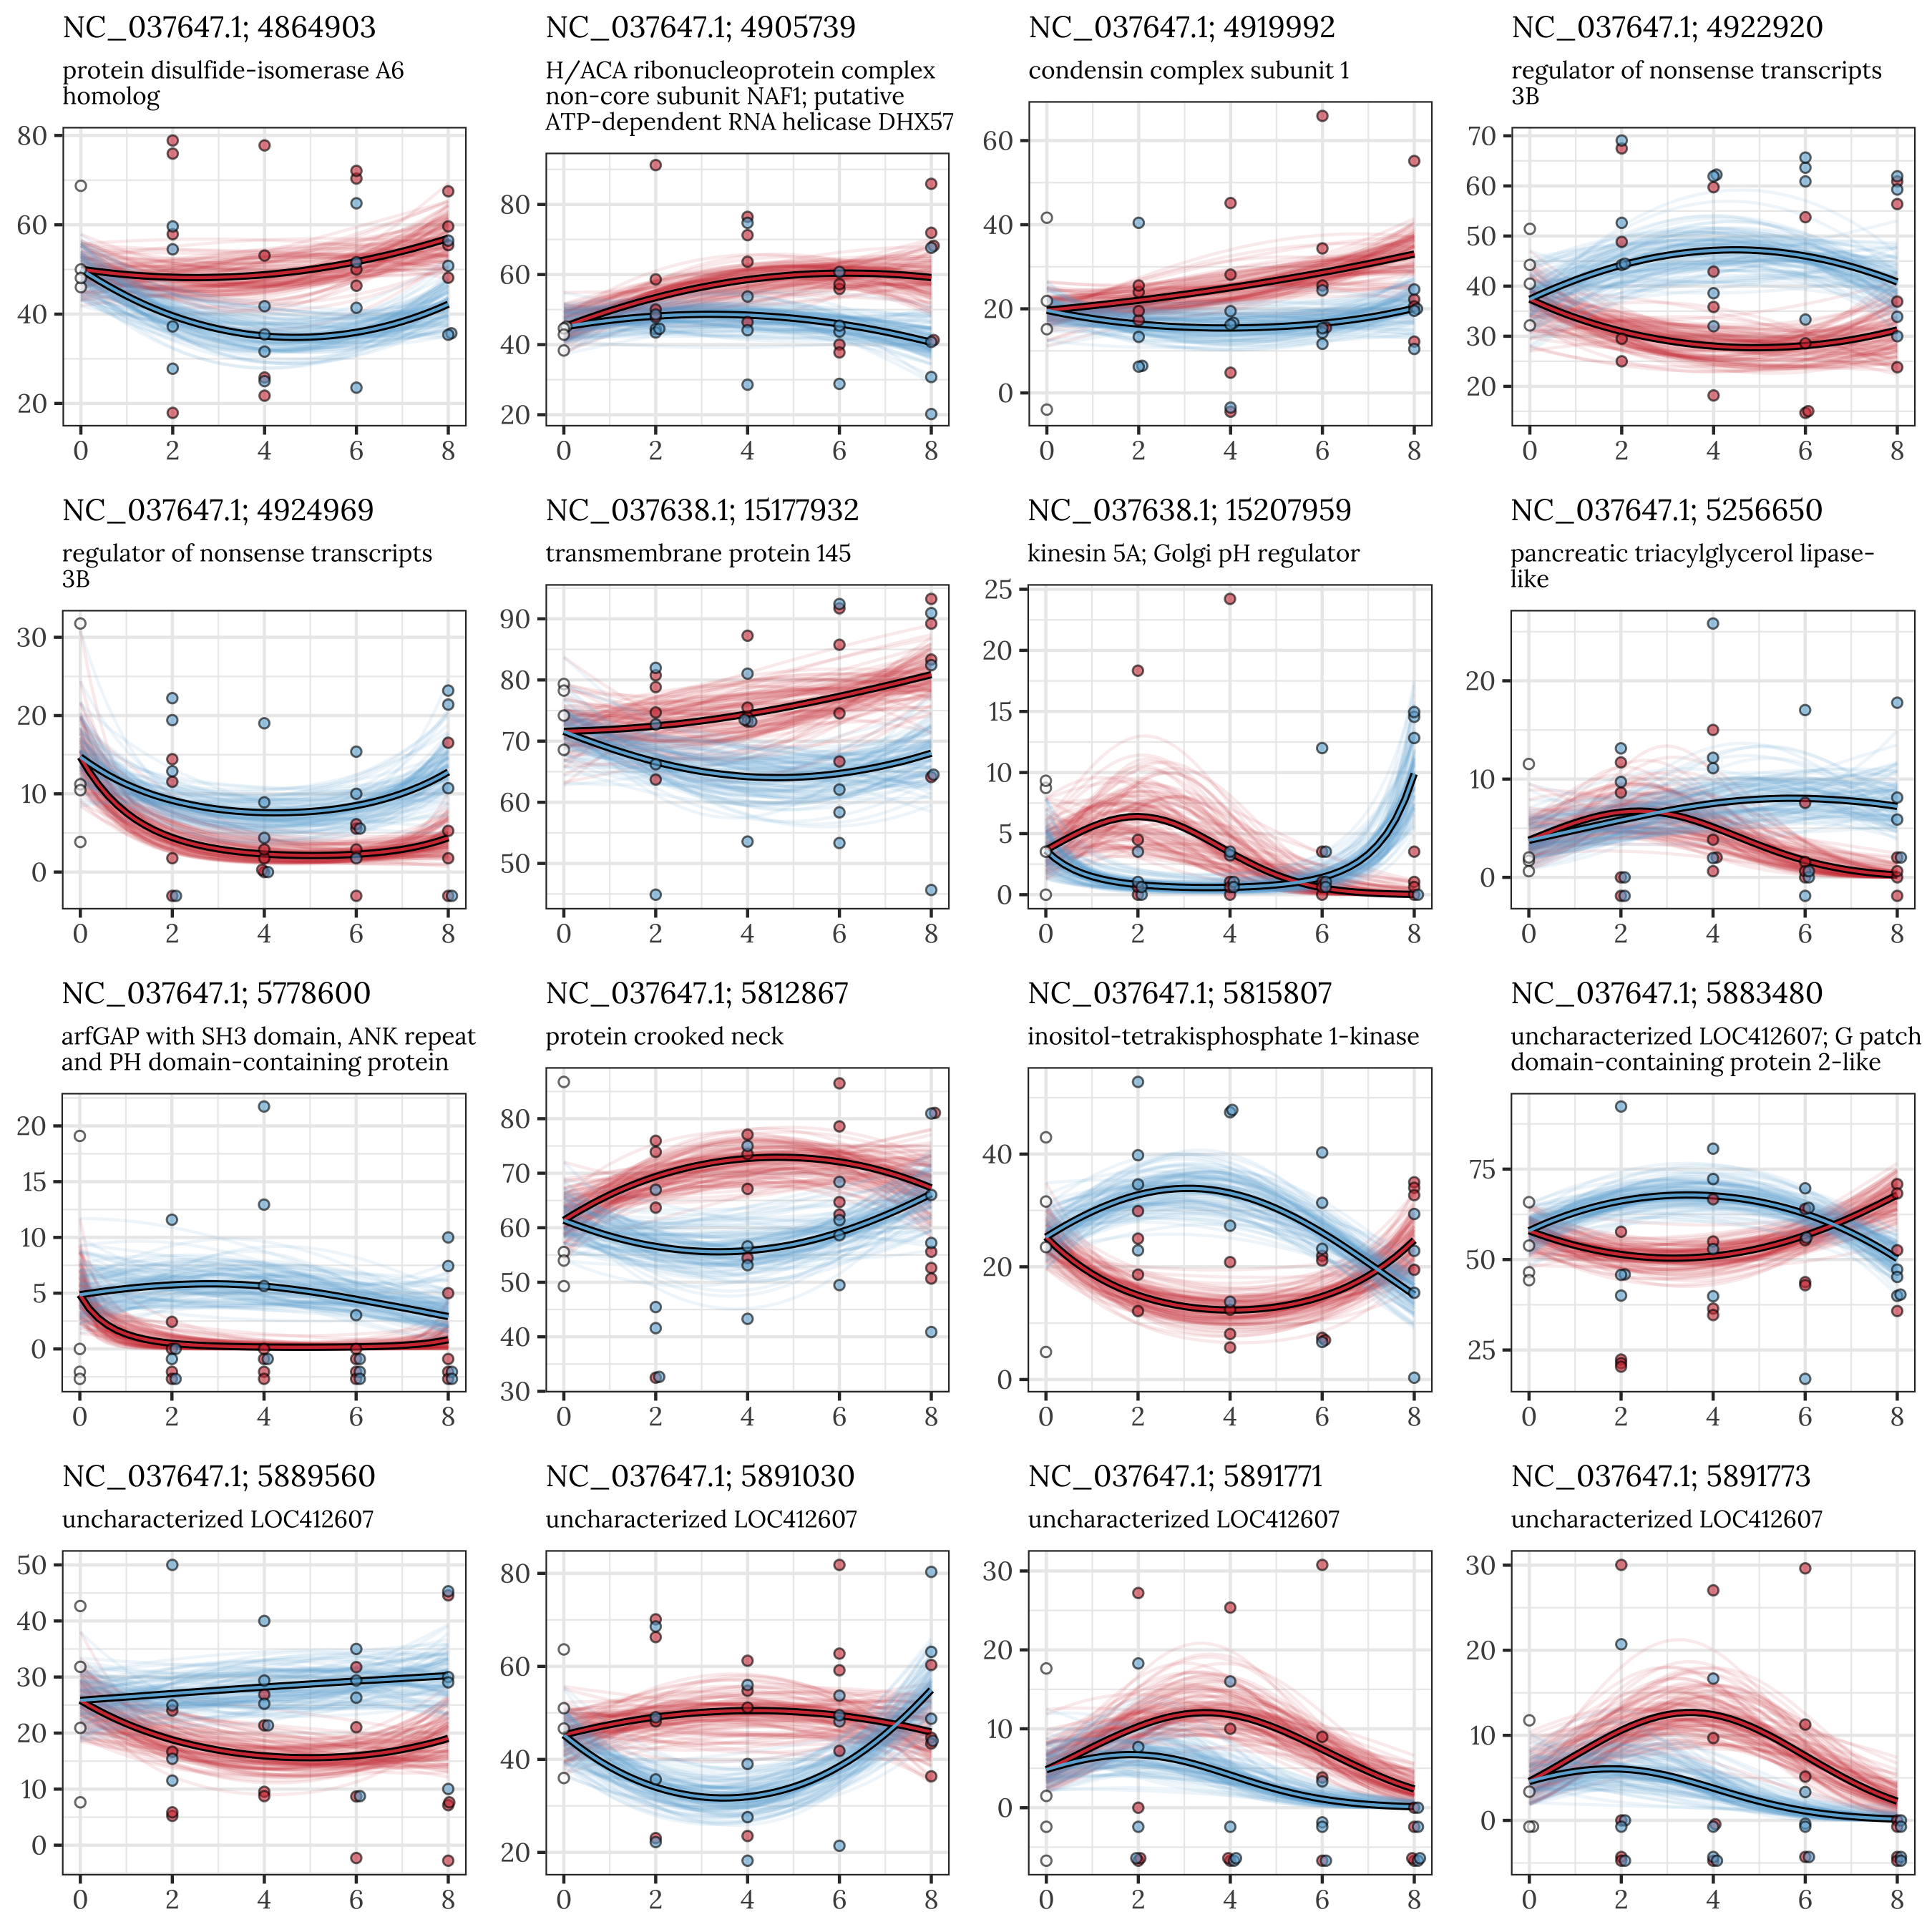 NC_037647.1; 4864903
protein disulfide-isomerase A6
homolog
80
60
40
20
0 2 4 6 8
NC_037647.1; 4905739
H/ACA ribonucleoprotein complex
non-core subunit NAF1; putative
ATP-dependent RNA helicase DHX57
80
60
40
20
0 2 4 6 8
NC_037647.1; 4919992
condensin complex subunit 1
60
40
20
0
0 2 4 6 8
NC_037647.1; 4922920
regulator of nonsense transcripts
3B
70
60
50
40
30
20
0 2 4 6 8
NC_037647.1; 4924969
regulator of nonsense transcripts
3B
30
20
10
0
0 2 4 6 8
NC_037638.1; 15177932
transmembrane protein 145
90
80
70
60
50
0 2 4 6 8
NC_037638.1; 15207959
kinesin 5A; Golgi pH regulator
25
20
15
10
5
0
0 2 4 6 8
NC_037647.1; 5256650
pancreatic triacylglycerol lipase-
like
20
10
0
0 2 4 6 8
NC_037647.1; 5778600
arfGAP with SH3 domain, ANK repeat
and PH domain-containing protein
20
15
10
5
0
0 2 4 6 8
NC_037647.1; 5812867
protein crooked neck
80
70
60
50
40
30
0 2 4 6 8
NC_037647.1; 5815807
inositol-tetrakisphosphate 1-kinase
40
20
0
0 2 4 6 8
NC_037647.1; 5883480
uncharacterized LOC412607; G patch
domain-containing protein 2-like
75
50
25
0 2 4 6 8
NC_037647.1; 5889560
uncharacterized LOC412607
50
40
30
20
10
0
0 2 4 6 8
NC_037647.1; 5891030
uncharacterized LOC412607
80
60
40
20
0 2 4 6 8
NC_037647.1; 5891771
uncharacterized LOC412607
30
20
10
0
0 2 4 6 8
NC_037647.1; 5891773
uncharacterized LOC412607
30
20
10
0
0 2 4 6 8